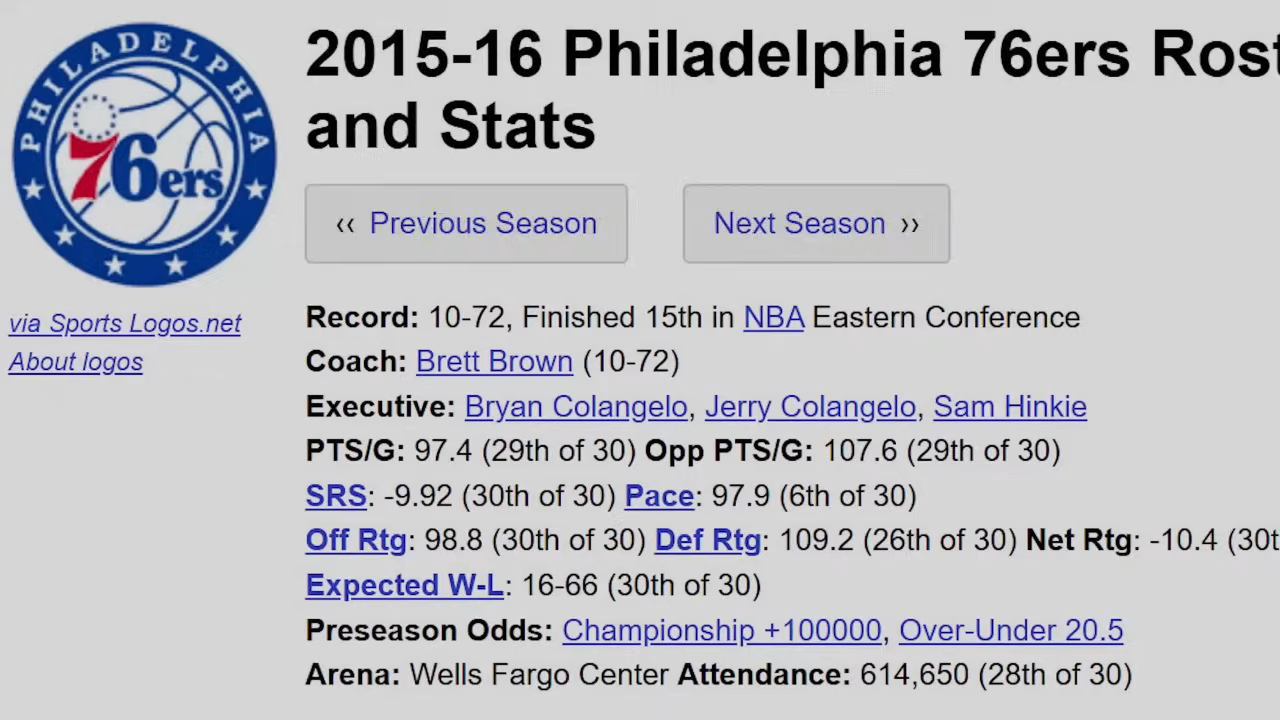 PHILADELPHIA
76ers
2015-16 Philadelphia 76ers Rost
and Stats
‹‹ Previous Season
Next Season ››
via Sports Logos.net
About logos
Record: 10-72, Finished 15th in NBA Eastern Conference
Coach: Brett Brown (10-72)
Executive: Bryan Colangelo, Jerry Colangelo, Sam Hinkie
PTS/G: 97.4 (29th of 30) Opp PTS/G: 107.6 (29th of 30)
SRS: -9.92 (30th of 30) Pace: 97.9 (6th of 30)
Off Rtg: 98.8 (30th of 30) Def Rtg: 109.2 (26th of 30) Net Rtg: -10.4 (30t
Expected W-L: 16-66 (30th of 30)
Preseason Odds: Championship +100000, Over-Under 20.5
Arena: Wells Fargo Center Attendance: 614,650 (28th of 30)